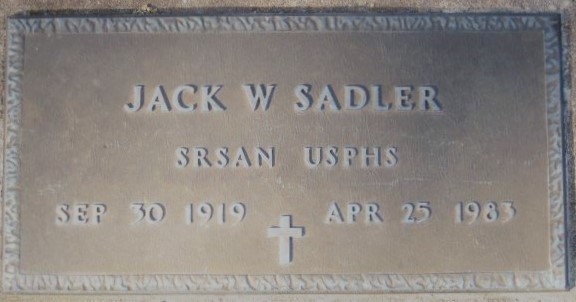 JACK W SADLER
SRSAN USPHS
SEP 30 1919 APR 25 1983